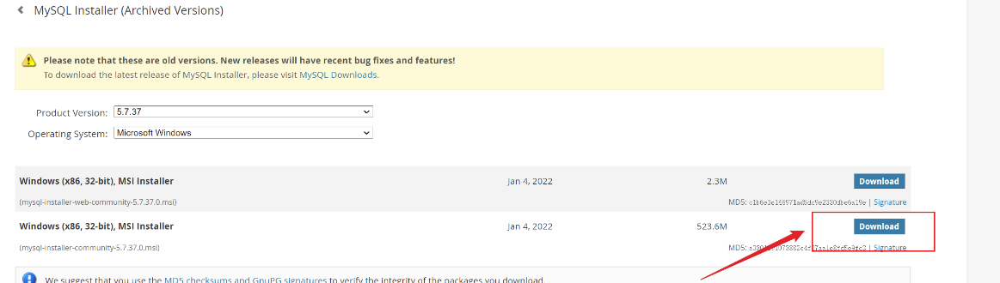 MySQL Installer (Archived Versions)
Please note that these are old versions. New releases will have recent bug fixes and features!
To download the latest release of MySQL Installer, please visit MySQL Downloads.
Product Version: 5.7.37
Operating System: Microsoft Windows
Windows (x86, 32-bit), MSI Installer Jan 4, 2022 2.3M Download
(mysql-installer-web-community-5.7.37.0.msi) MD5: | Signature
Windows (x86, 32-bit), MSI Installer Jan 4, 2022 523.6M Download
(mysql-installer-community-5.7.37.0.msi) MD5: | Signature
We suggest that you use the MD5 checksums and GnuPG signatures to verify the integrity of the packages you download.